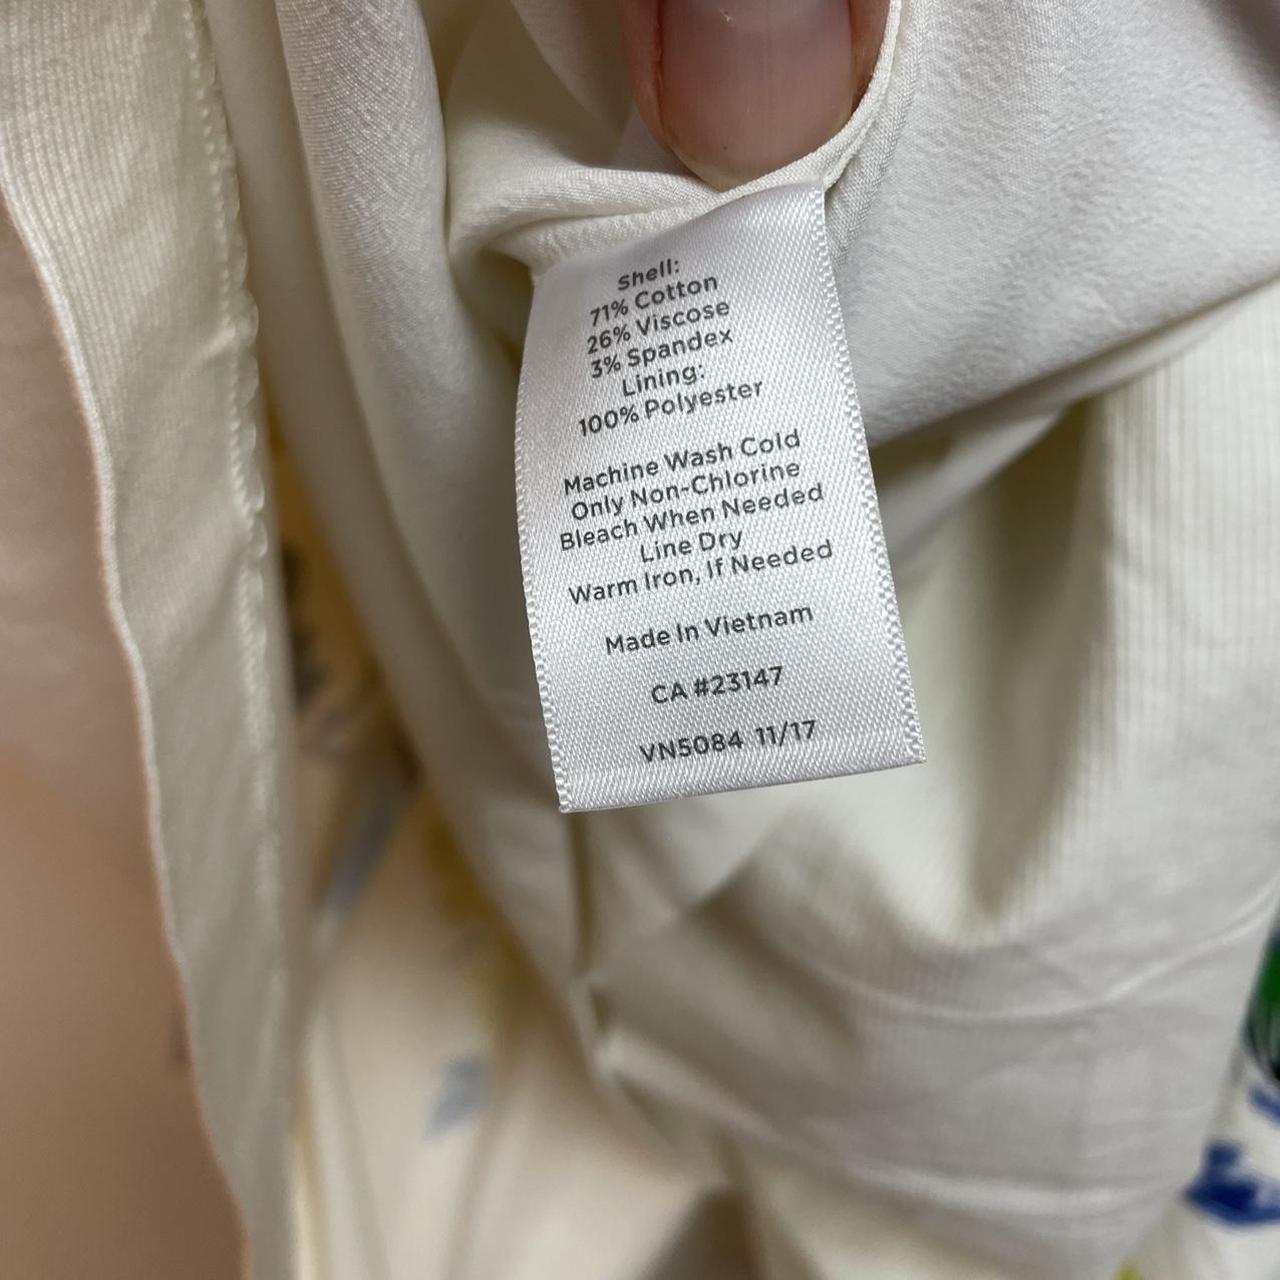 Shell:
71% Cotton
26% Viscose
3% Spandex
Lining:
100% Polyester
Machine Wash Cold
Only Non-Chlorine
Bleach When Needed
Line Dry
Warm Iron, If Needed
Made In Vietnam
CA #23147
VN5084 11/17